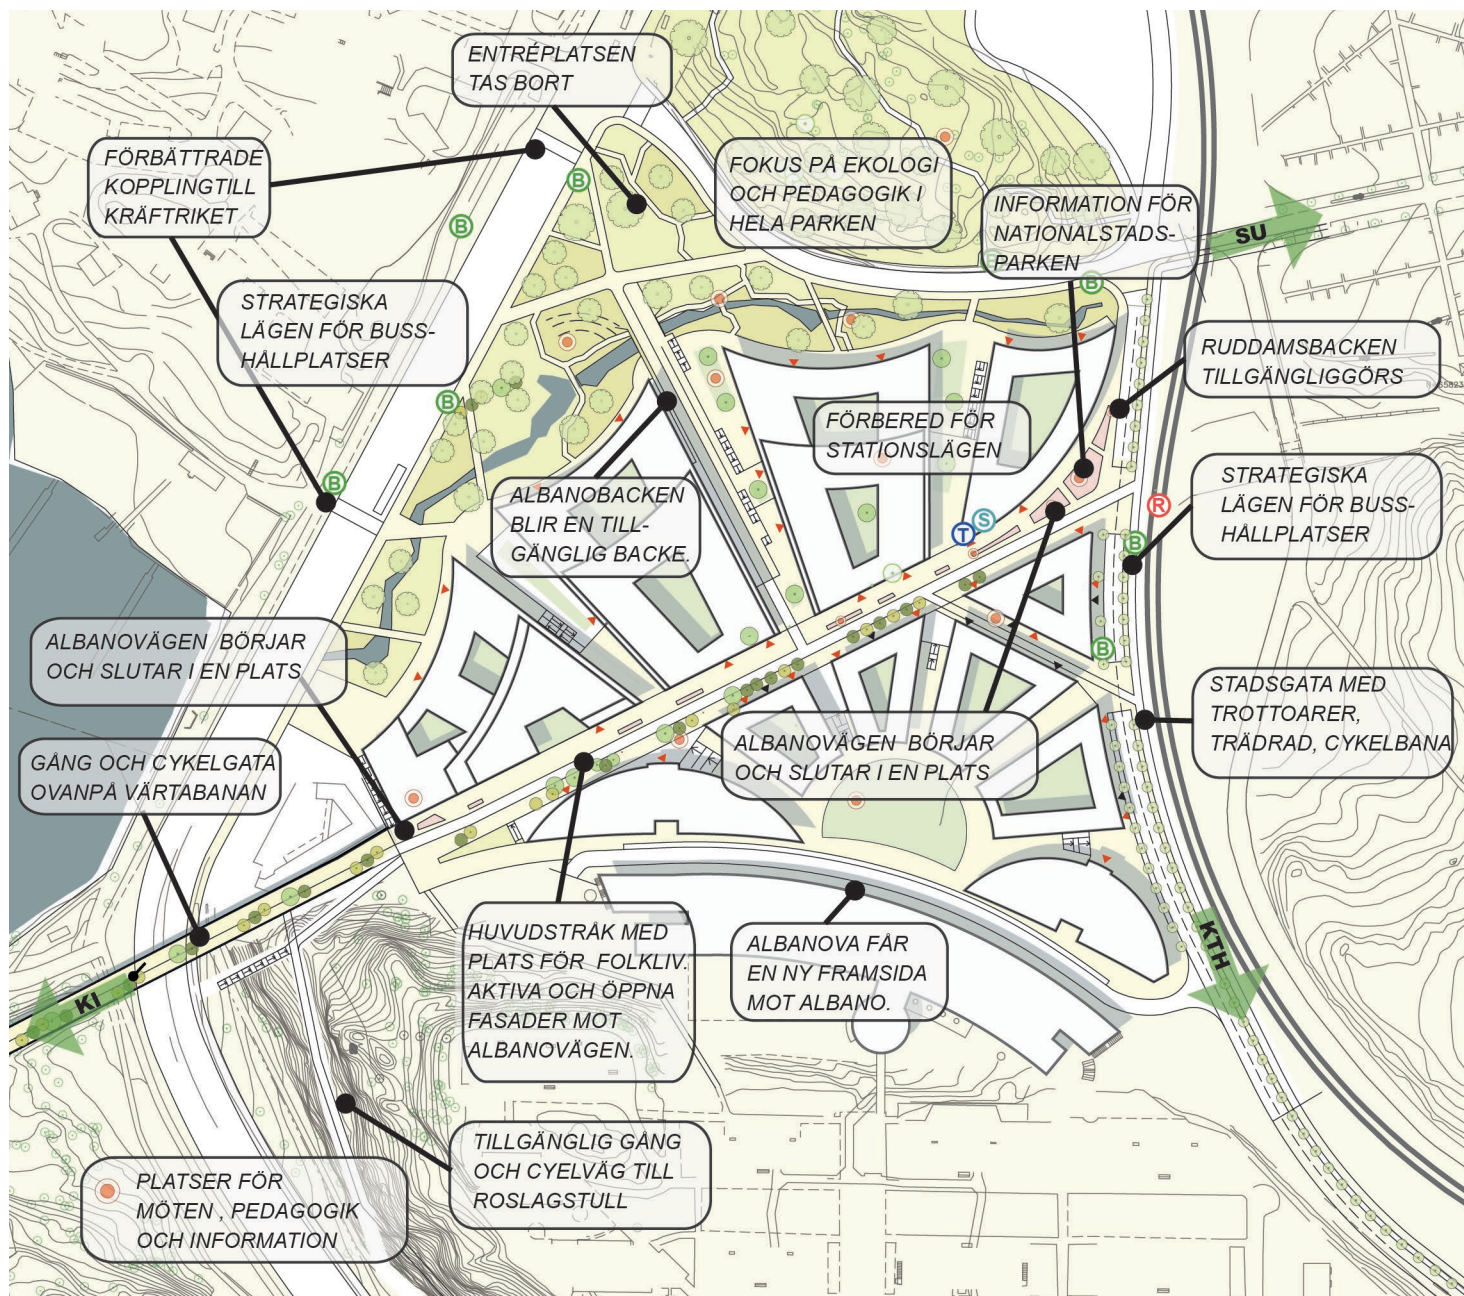 ENTRÉPLATSEN
TAS BORT
FÖRBÄTTRADE
KOPPLINGTILL
KRÄFTRIKET
FOKUS PÅ EKOLOGI
OCH PEDAGOGIK I
HELA PARKEN
INFORMATION FÖR
NATIONALSTADS-
PARKEN
SU
B
B
B
B
B
STRATEGISKA
LÄGEN FÖR BUSS-
HÅLLPLATSER
RUDDAMSBACKEN
TILLGÄNGLIGGÖRS
FÖRBERED FÖR
STATIONSLÄGEN
ALBANOBACKEN
BLIR EN TILL-
GÄNGLIG BACKE.
STRATEGISKA
LÄGEN FÖR BUSS-
HÅLLPLATSER
R
S
T
B
B
ALBANOVÄGEN BÖRJAR
OCH SLUTAR I EN PLATS
STADSGATA MED
TROTTOARER,
TRÄDRAD, CYKELBANA
GÅNG OCH CYKELGATA
OVANPÅ VÄRTABANAN
ALBANOVÄGEN BÖRJAR
OCH SLUTAR I EN PLATS
HUVUDSTRÅK MED
PLATS FÖR FOLKLIV.
AKTIVA OCH ÖPPNA
FASADER MOT
ALBANOVÄGEN.
ALBANOVA FÅR
EN NY FRAMSIDA
MOT ALBANO.
KTH
KI
TILLGÄNGLIG GÅNG
OCH CYELVÄG TILL
ROSLAGSTULL
PLATSER FÖR
MÖTEN , PEDAGOGIK
OCH INFORMATION